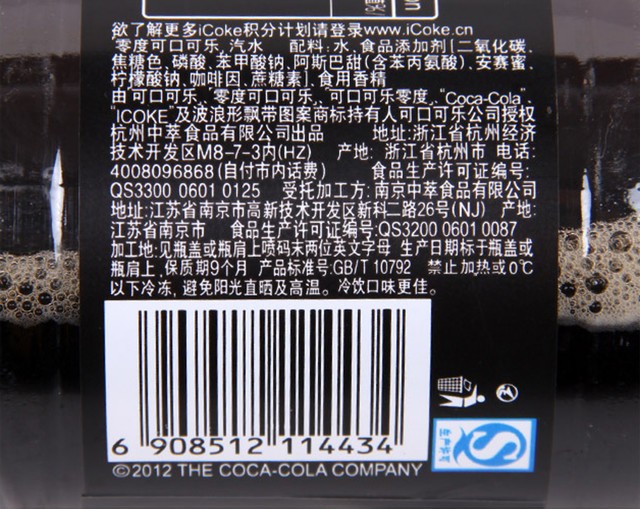 欲了解更多iCoke积分计划请登录www.iCoke.cn
零度可口可乐,汽水 配料:水,食品添加剂[二氧化碳,
焦糖色,磷酸,苯甲酸钠,阿斯巴甜(含苯丙氨酸),安赛蜜,
柠檬酸钠,咖啡因,蔗糖素],食用香精
由“可口可乐”,“零度可口可乐”,“可口可乐零度”,“Coca-Cola”,
“ICOKE”及波浪形飘带图案商标持有人可口可乐公司授权
杭州中萃食品有限公司出品 地址:浙江省杭州经济
技术开发区M8-7-3内(HZ) 产地: 浙江省杭州市 电话:
4008096868(自付市内话费) 食品生产许可证编号:
QS3300 0601 0125 受托加工方:南京中萃食品有限公司
地址:江苏省南京市高新技术开发区新科二路26号(NJ) 产地:
江苏省南京市 食品生产许可证编号:QS3200 0601 0087
加工地:见瓶盖或瓶肩上喷码末两位英文字母 生产日期标于瓶盖或
瓶肩上,保质期9个月 产品标准号:GB/T 10792 禁止加热或0℃
以下冷冻,避免阳光直晒及高温。冷饮口味更佳。
6 908512 114434
©2012 THE COCA-COLA COMPANY
QS
生产许可